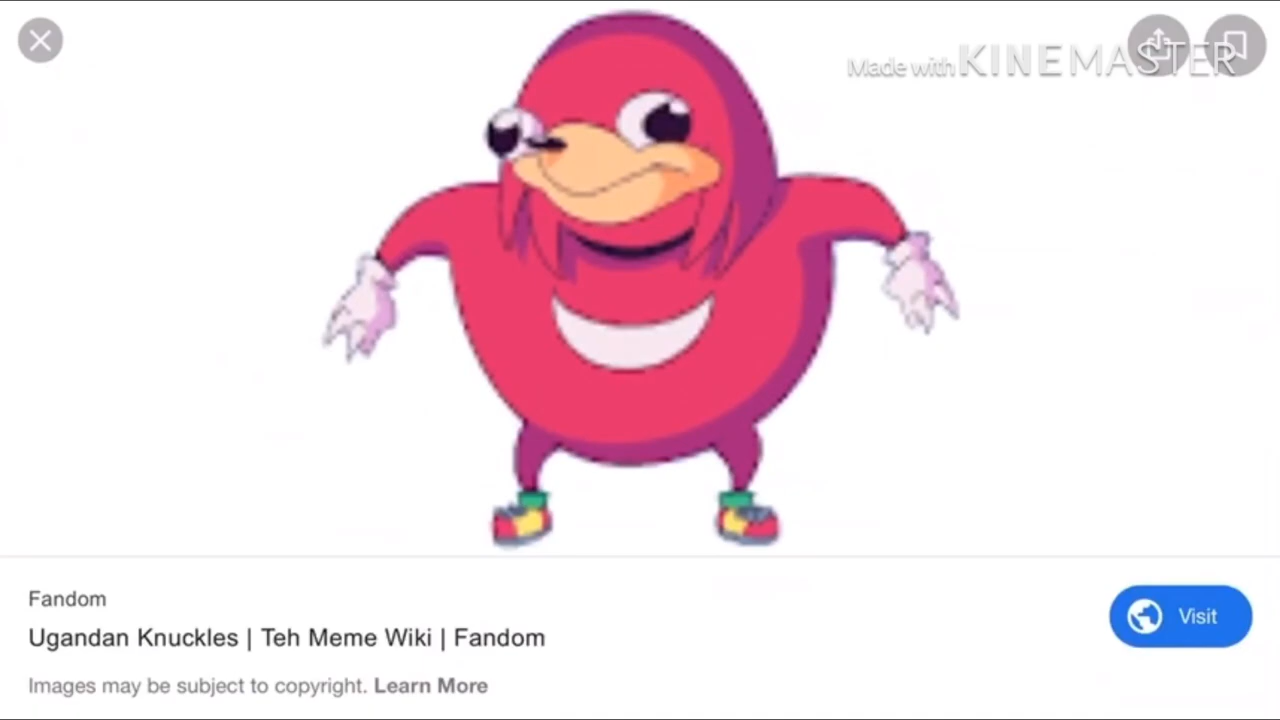 Made with KINEMASTER
Fandom
Ugandan Knuckles | Teh Meme Wiki | Fandom
Visit
Images may be subject to copyright. Learn More